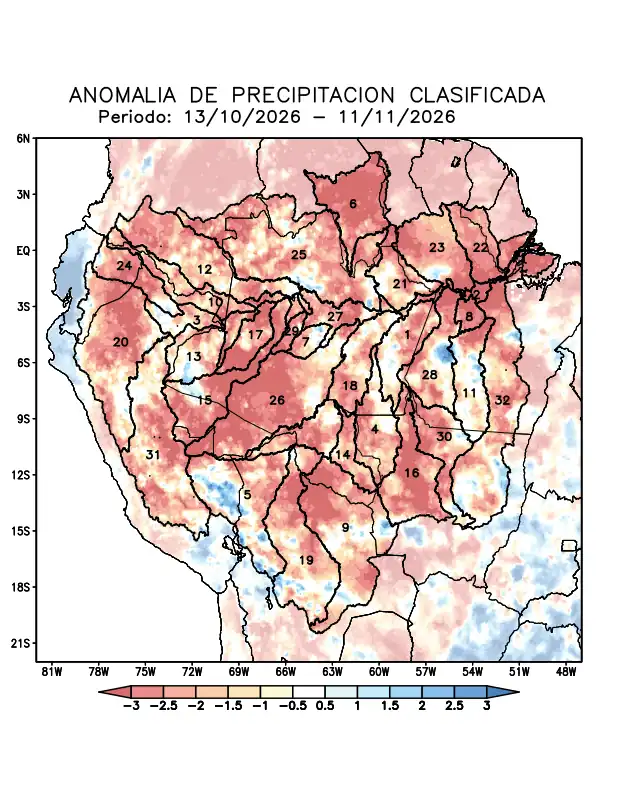 ANOMALIA DE PRECIPITACION CLASIFICADA
Periodo: 13/10/2026 – 11/11/2026
6N
3N
EQ
3S
6S
9S
12S
15S
18S
21S
6
23
22
24
12
25
21
10
2
3
27
8
20
17
29
7
1
13
28
18
11
15
26
32
4
30
31
14
16
5
9
19
81W 78W 75W 72W 69W 66W 63W 60W 57W 54W 51W 48W
−3 −2.5 −2 −1.5 −1 −0.5 0.5 1 1.5 2 2.5 3